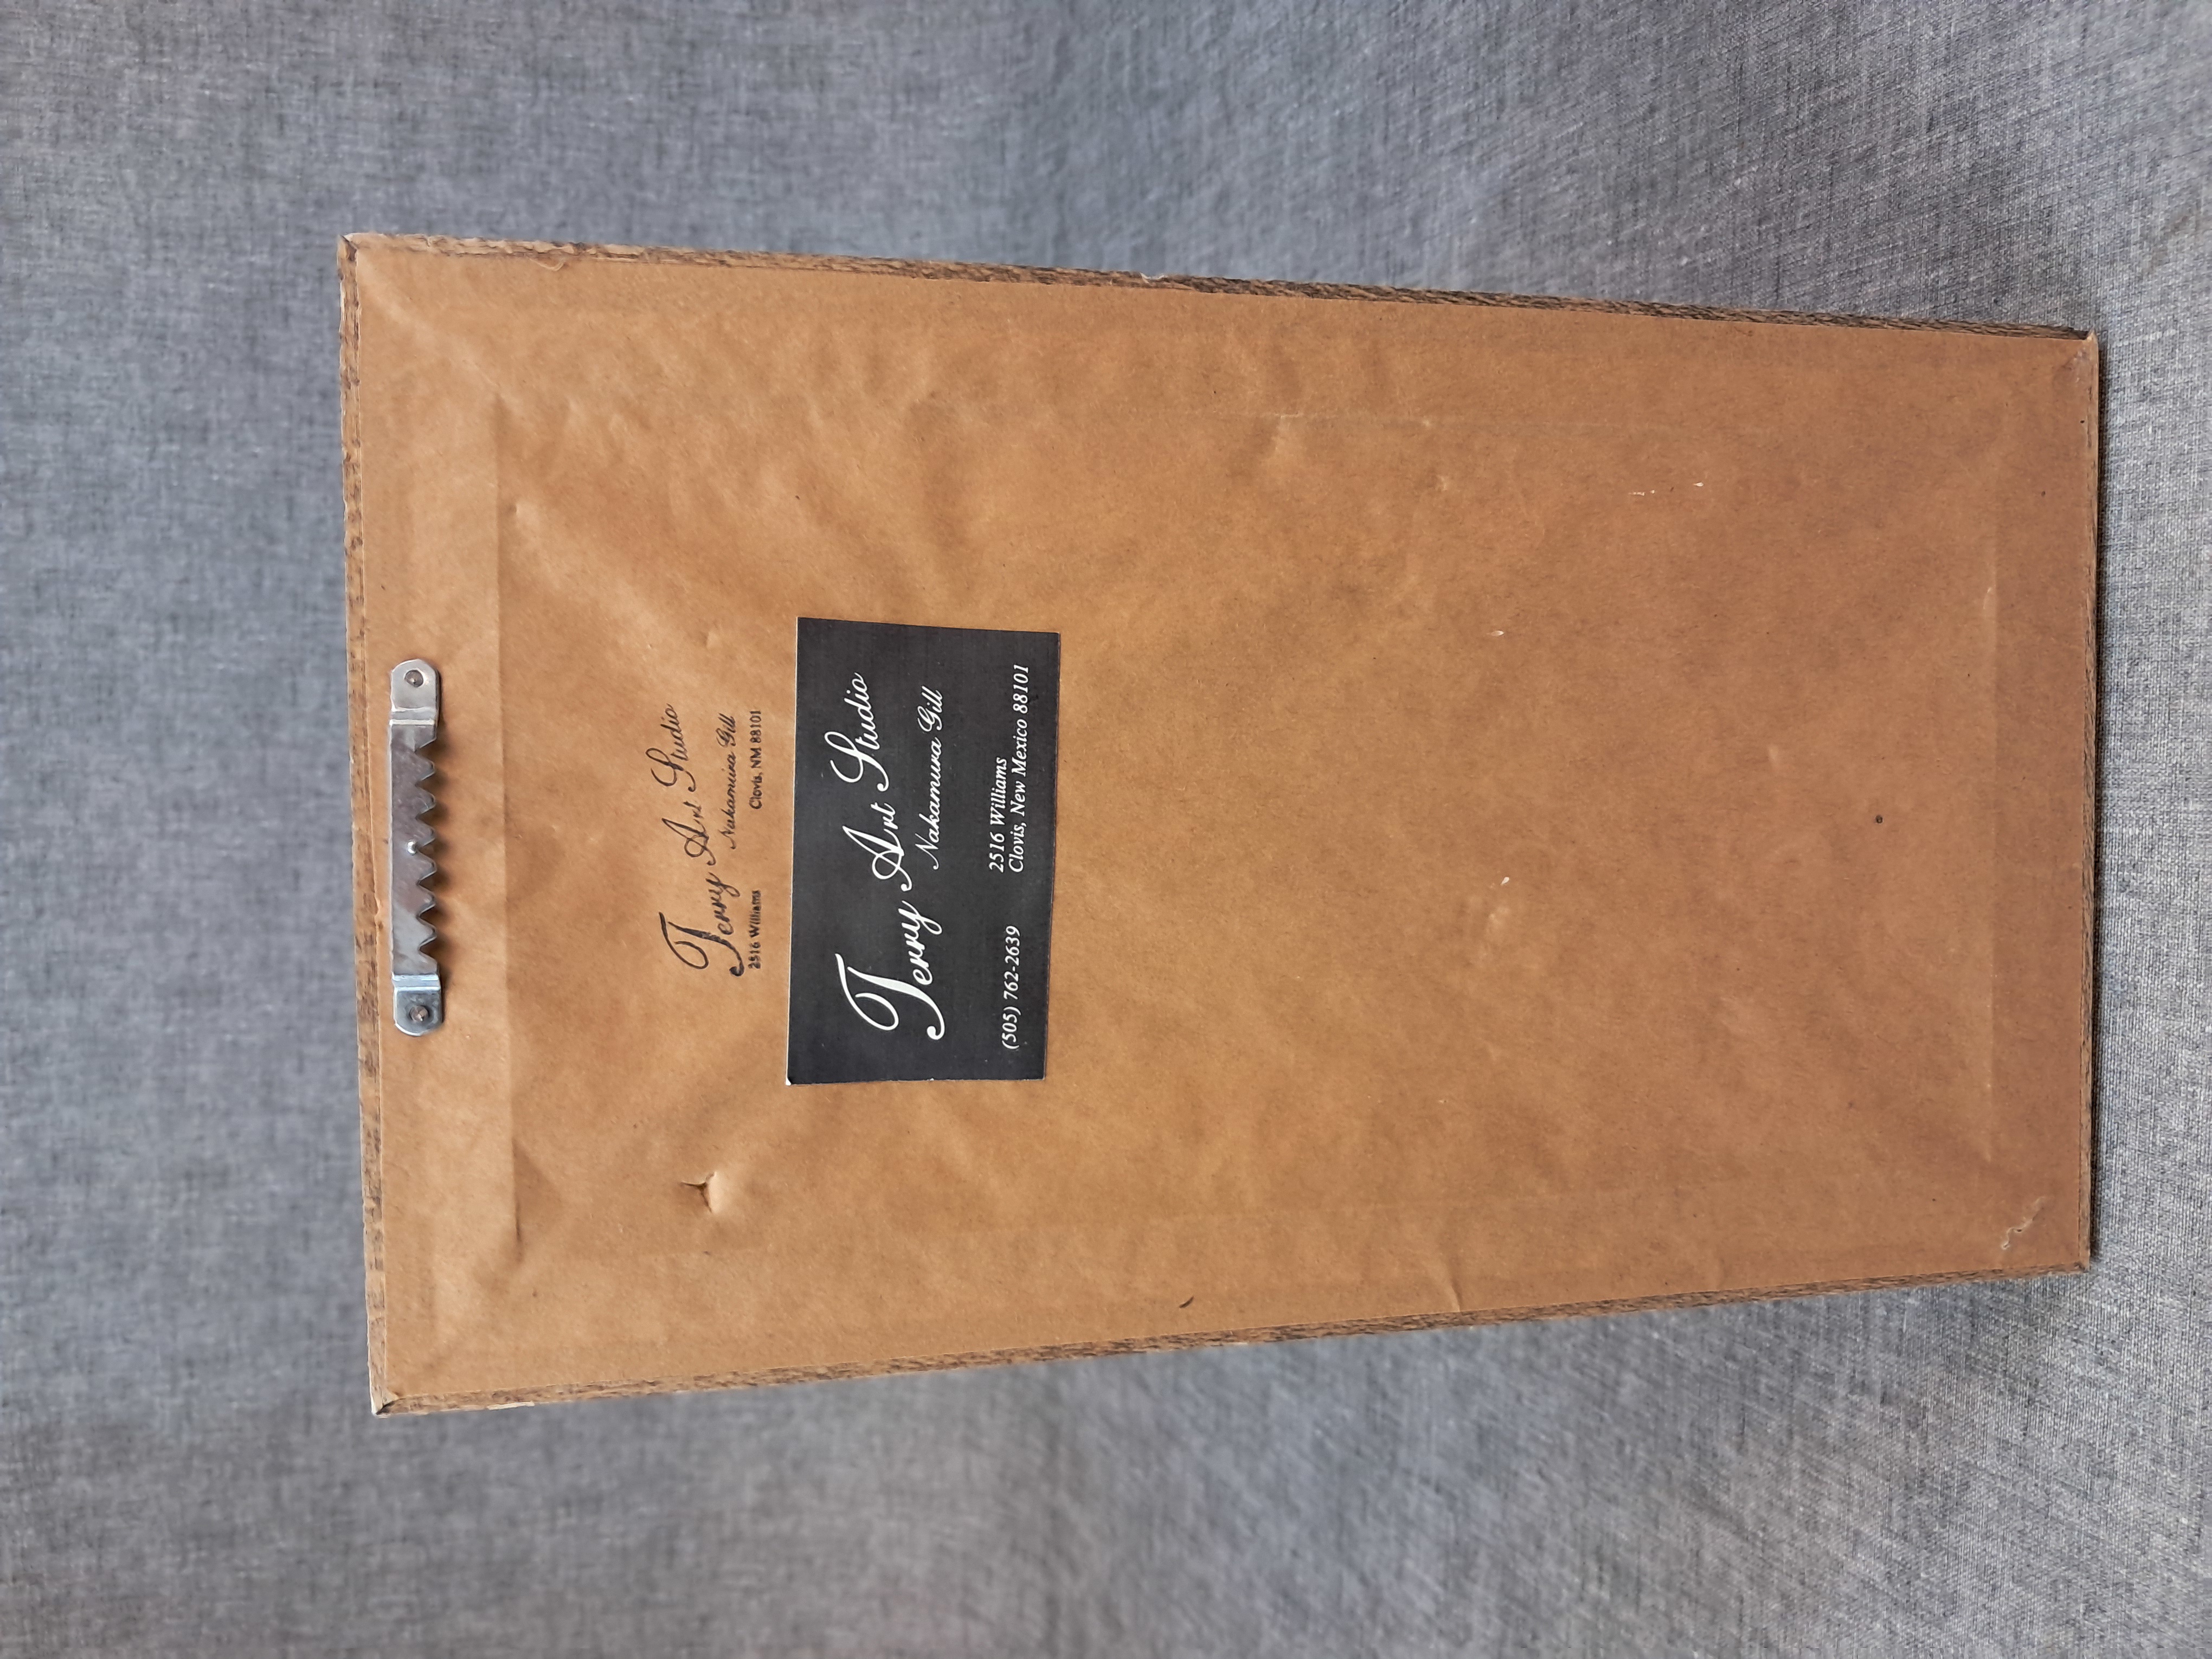 Terry Art Studio
Nakamura Gill
2516 Williams Clovis, NM 88101
Terry Art Studio
Nakamura Gill
2516 Williams
(505) 762-2639 Clovis, New Mexico 88101